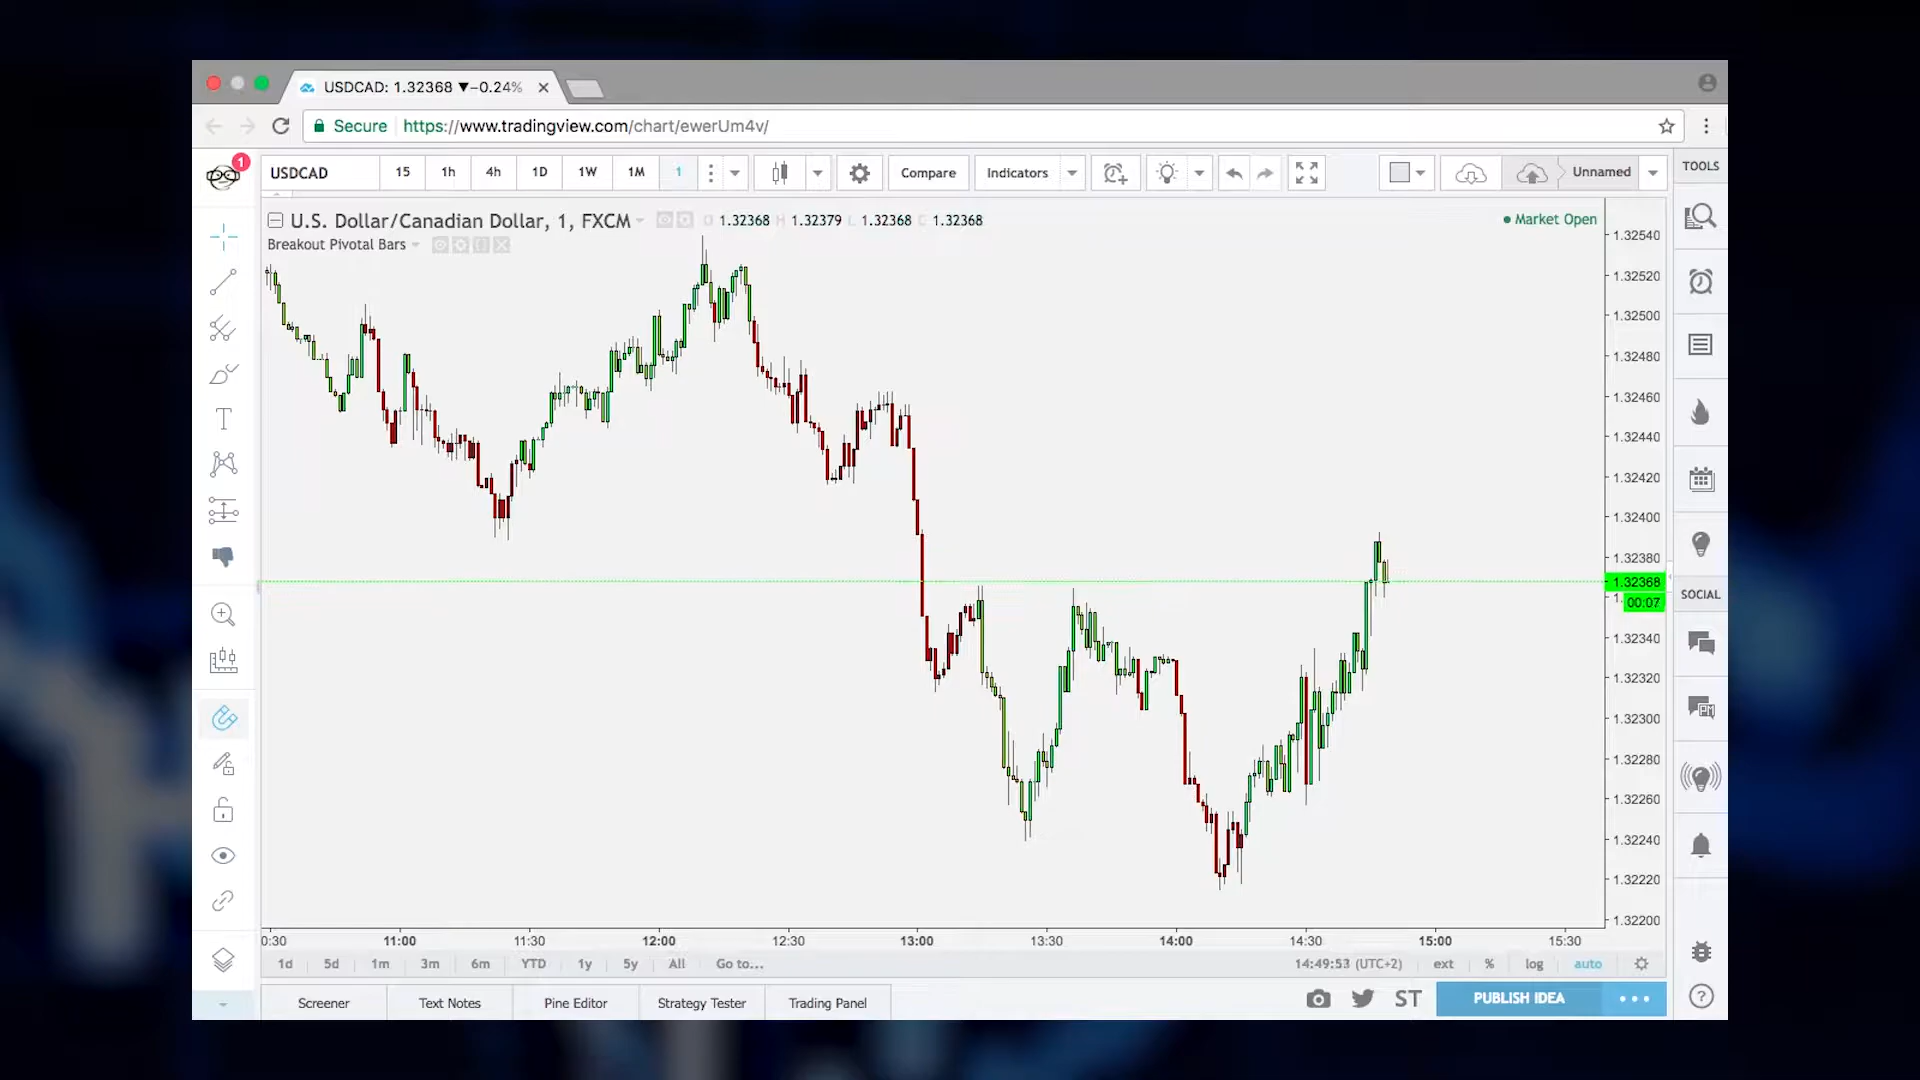 USDCAD: 1.32368 ▼−0.24%
Secure https://www.tradingview.com/chart/ewerUm4v/
1
USDCAD 15 1h 4h 1D 1W 1M 1 Compare Indicators Unnamed TOOLS
U.S. Dollar/Canadian Dollar, 1, FXCM O 1.32368 H 1.32379 L 1.32368 C 1.32368 Market Open
Breakout Pivotal Bars
1.32540
1.32520
1.32500
1.32480
1.32460
1.32440
1.32420
1.32400
1.32380
1.32368
00:07
SOCIAL
1.32340
1.32320
1.32300
1.32280
1.32260
1.32240
1.32220
1.32200
0:30 11:00 11:30 12:00 12:30 13:00 13:30 14:00 14:30 15:00 15:30
1d 5d 1m 3m 6m YTD 1y 5y All Go to... 14:49:53 (UTC+2) ext % log auto
Screener Text Notes Pine Editor Strategy Tester Trading Panel ST PUBLISH IDEA